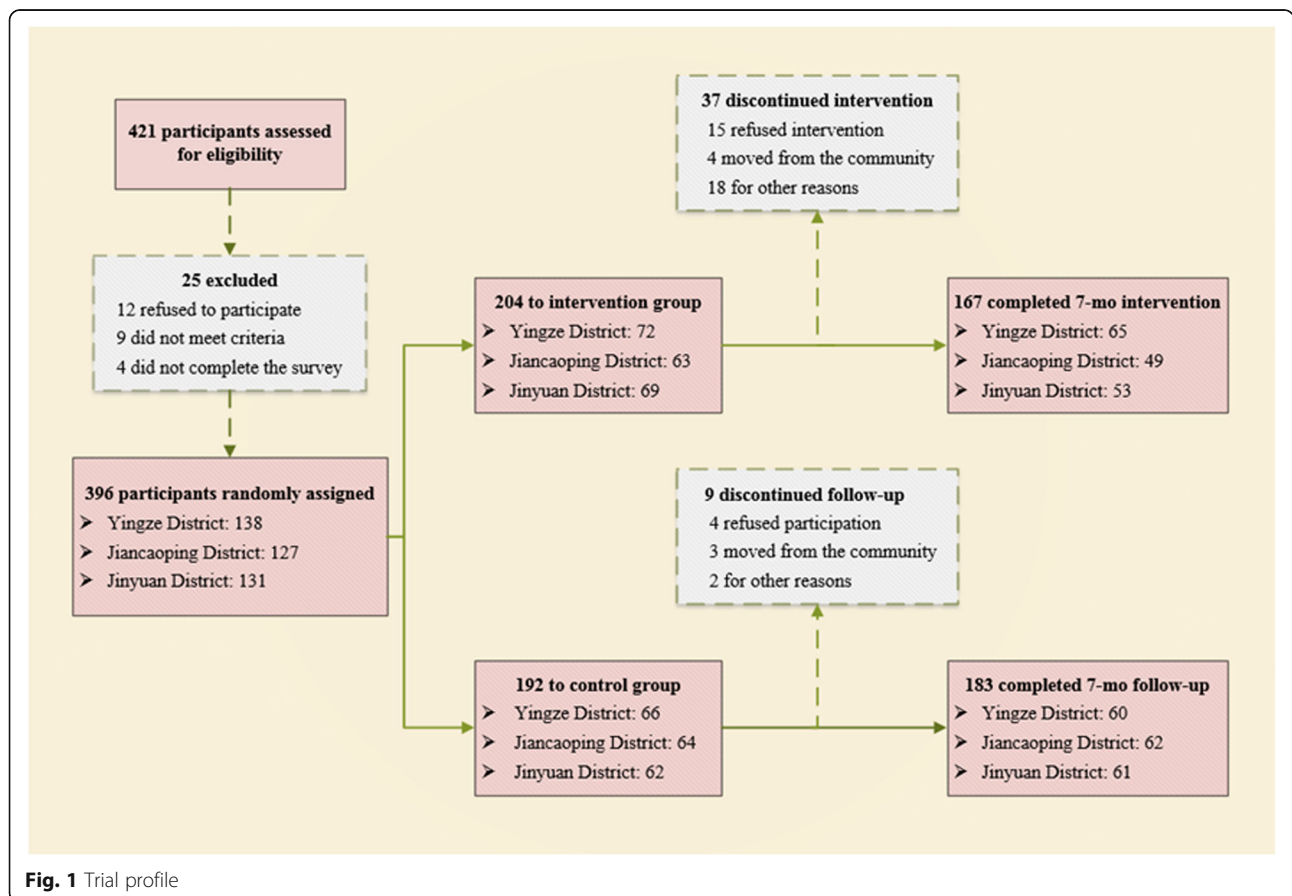 421 participants assessed
for eligibility
25 excluded
12 refused to participate
9 did not meet criteria
4 did not complete the survey
396 participants randomly assigned
➤ Yingze District: 138
➤ Jiancaoping District: 127
➤ Jinyuan District: 131
37 discontinued intervention
15 refused intervention
4 moved from the community
18 for other reasons
204 to intervention group
➤ Yingze District: 72
➤ Jiancaoping District: 63
➤ Jinyuan District: 69
167 completed 7-mo intervention
➤ Yingze District: 65
➤ Jiancaoping District: 49
➤ Jinyuan District: 53
9 discontinued follow-up
4 refused participation
3 moved from the community
2 for other reasons
192 to control group
➤ Yingze District: 66
➤ Jiancaoping District: 64
➤ Jinyuan District: 62
183 completed 7-mo follow-up
➤ Yingze District: 60
➤ Jiancaoping District: 62
➤ Jinyuan District: 61
Fig. 1 Trial profile